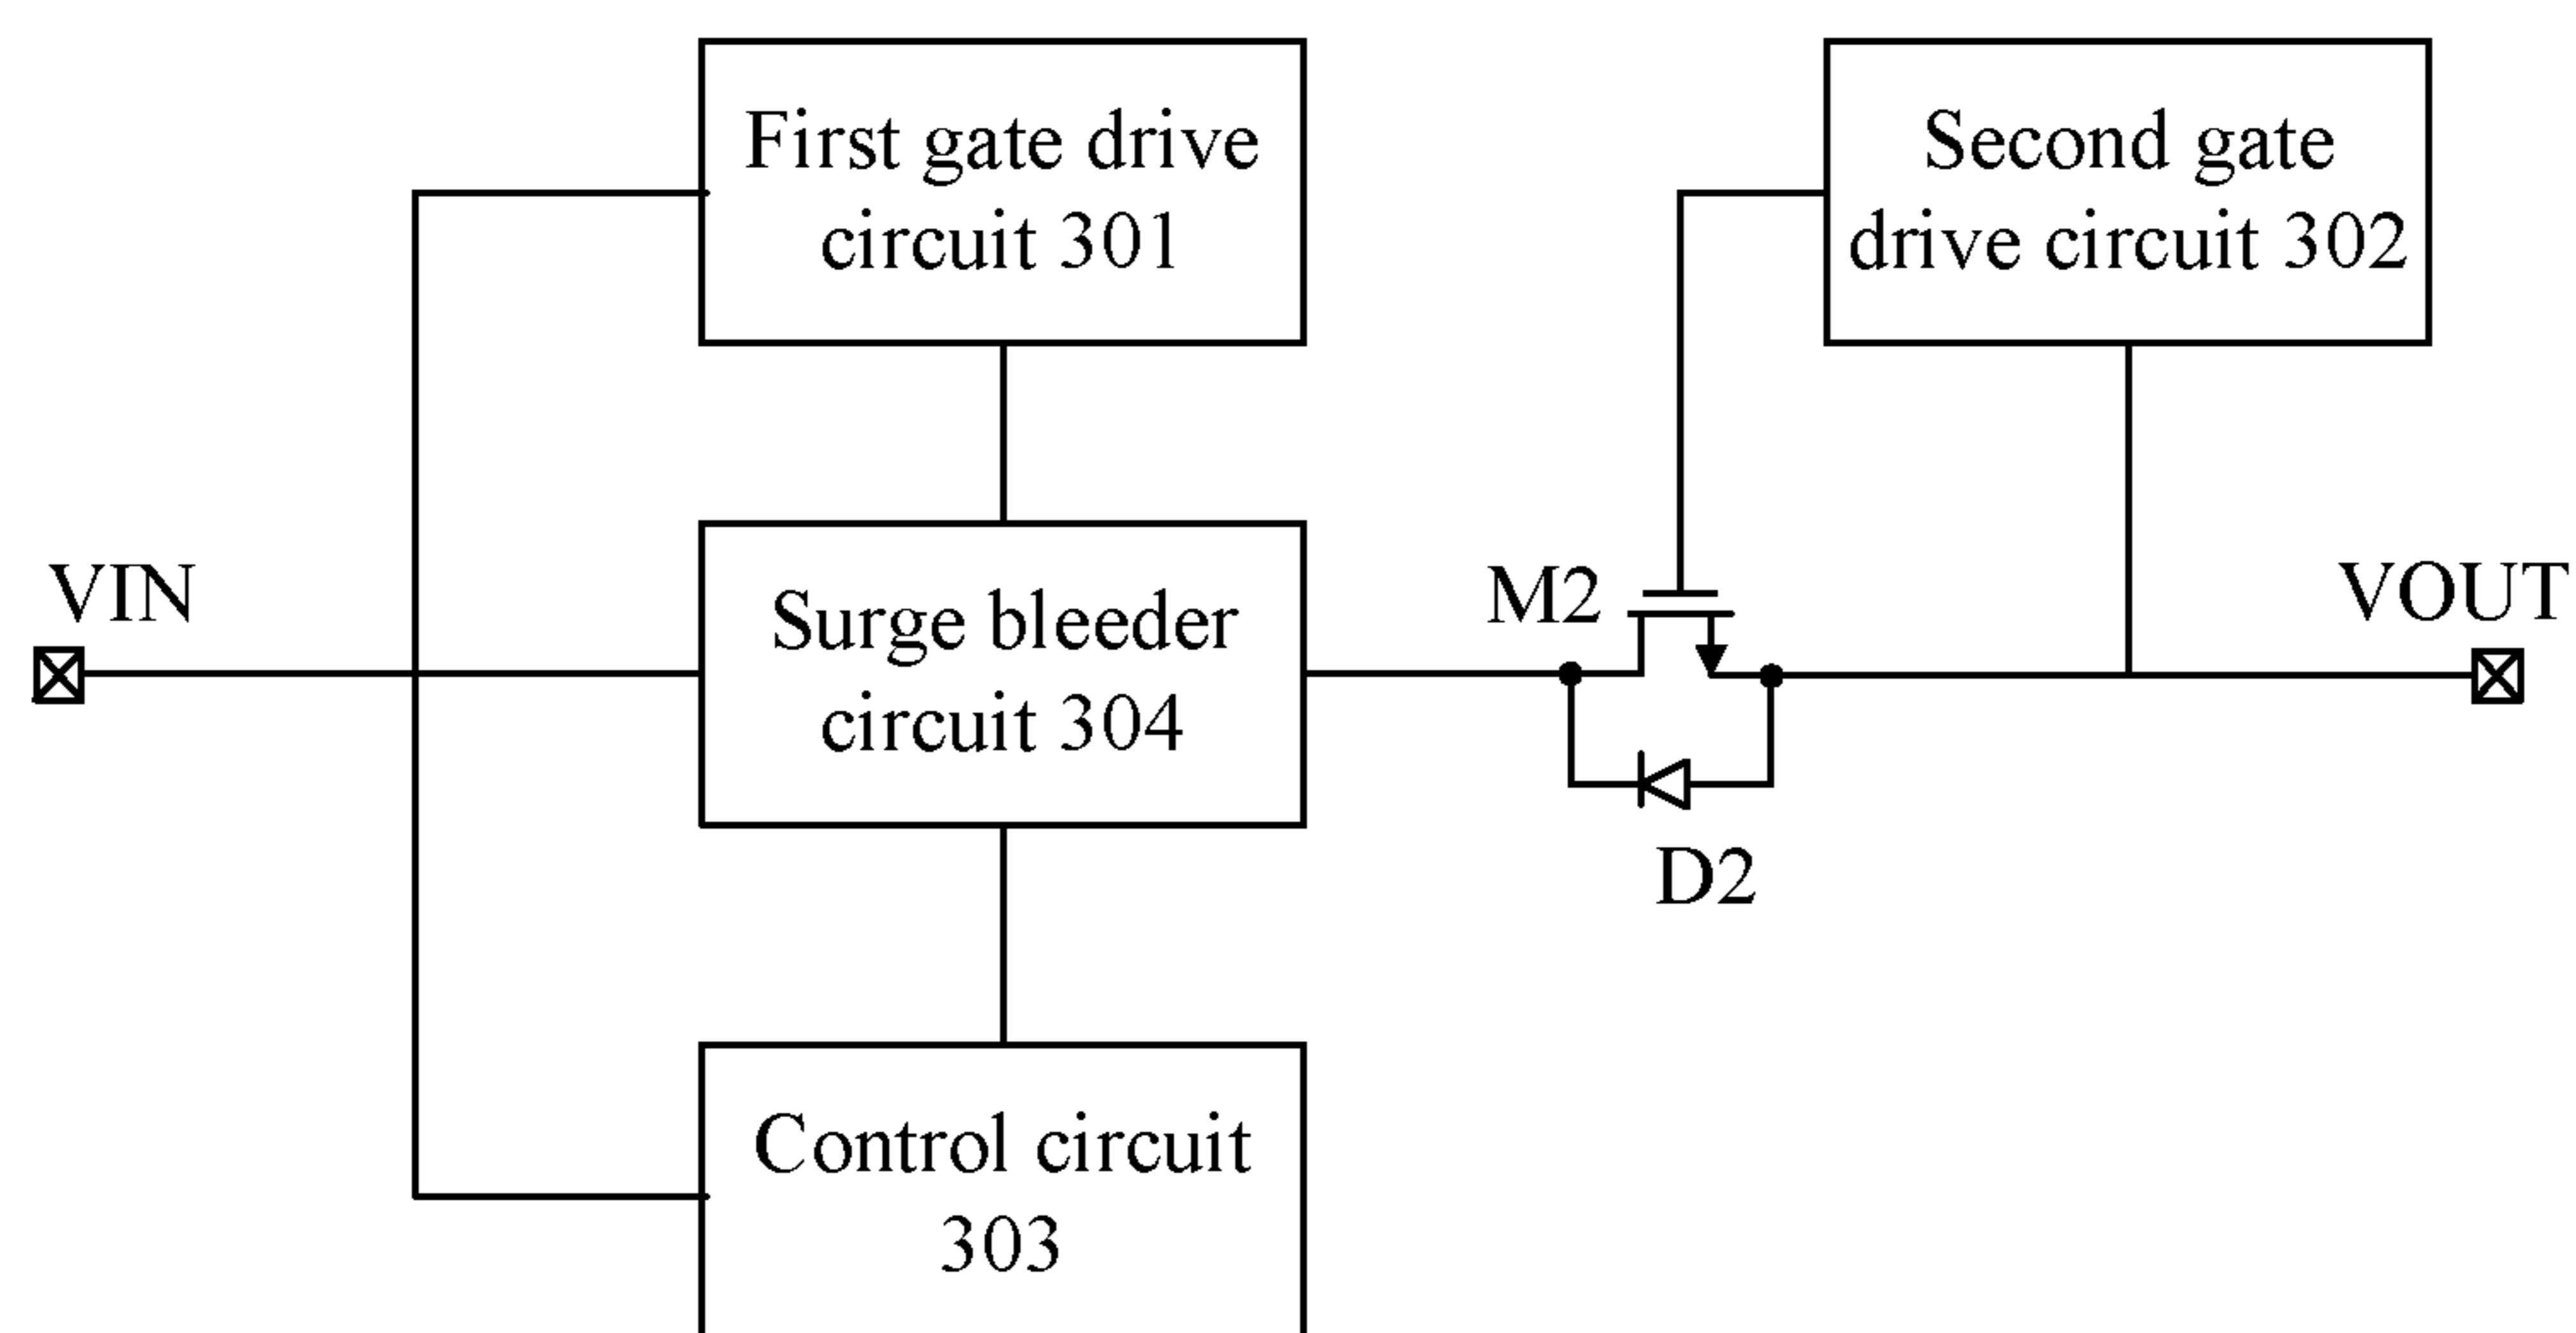 First gate drive
circuit 301
Second gate
drive circuit 302
VIN
Surge bleeder
circuit 304
M2
VOUT
D2
Control circuit
303